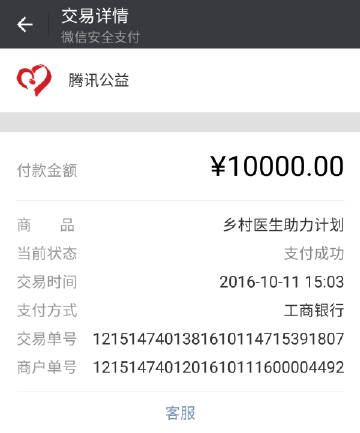 交易详情
微信安全支付
腾讯公益
付款金额 ¥10000.00
商 品 乡村医生助力计划
当前状态 支付成功
交易时间 2016-10-11 15:03
支付方式 工商银行
交易单号 1215147401381610114715391807
商户单号 1215147401201610111600004492
客服